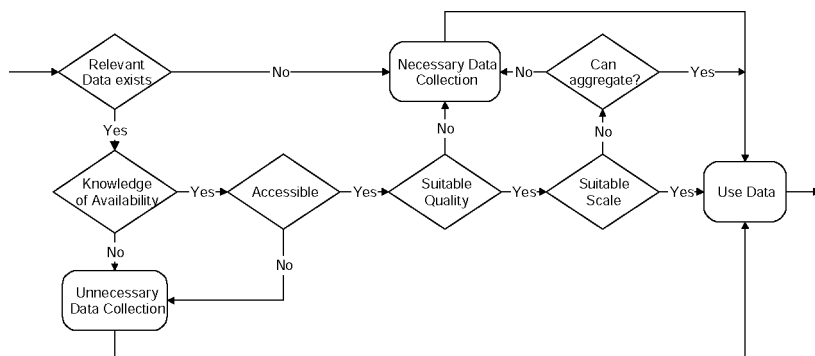 Relevant
Data exists
No
Necessary Data
Collection
No
Can
aggregate?
Yes
Yes
No
No
Knowledge
of Availability
Yes
Accessible
Yes
Suitable
Quality
Yes
Suitable
Scale
Yes
Use Data
No
No
Unnecessary
Data Collection